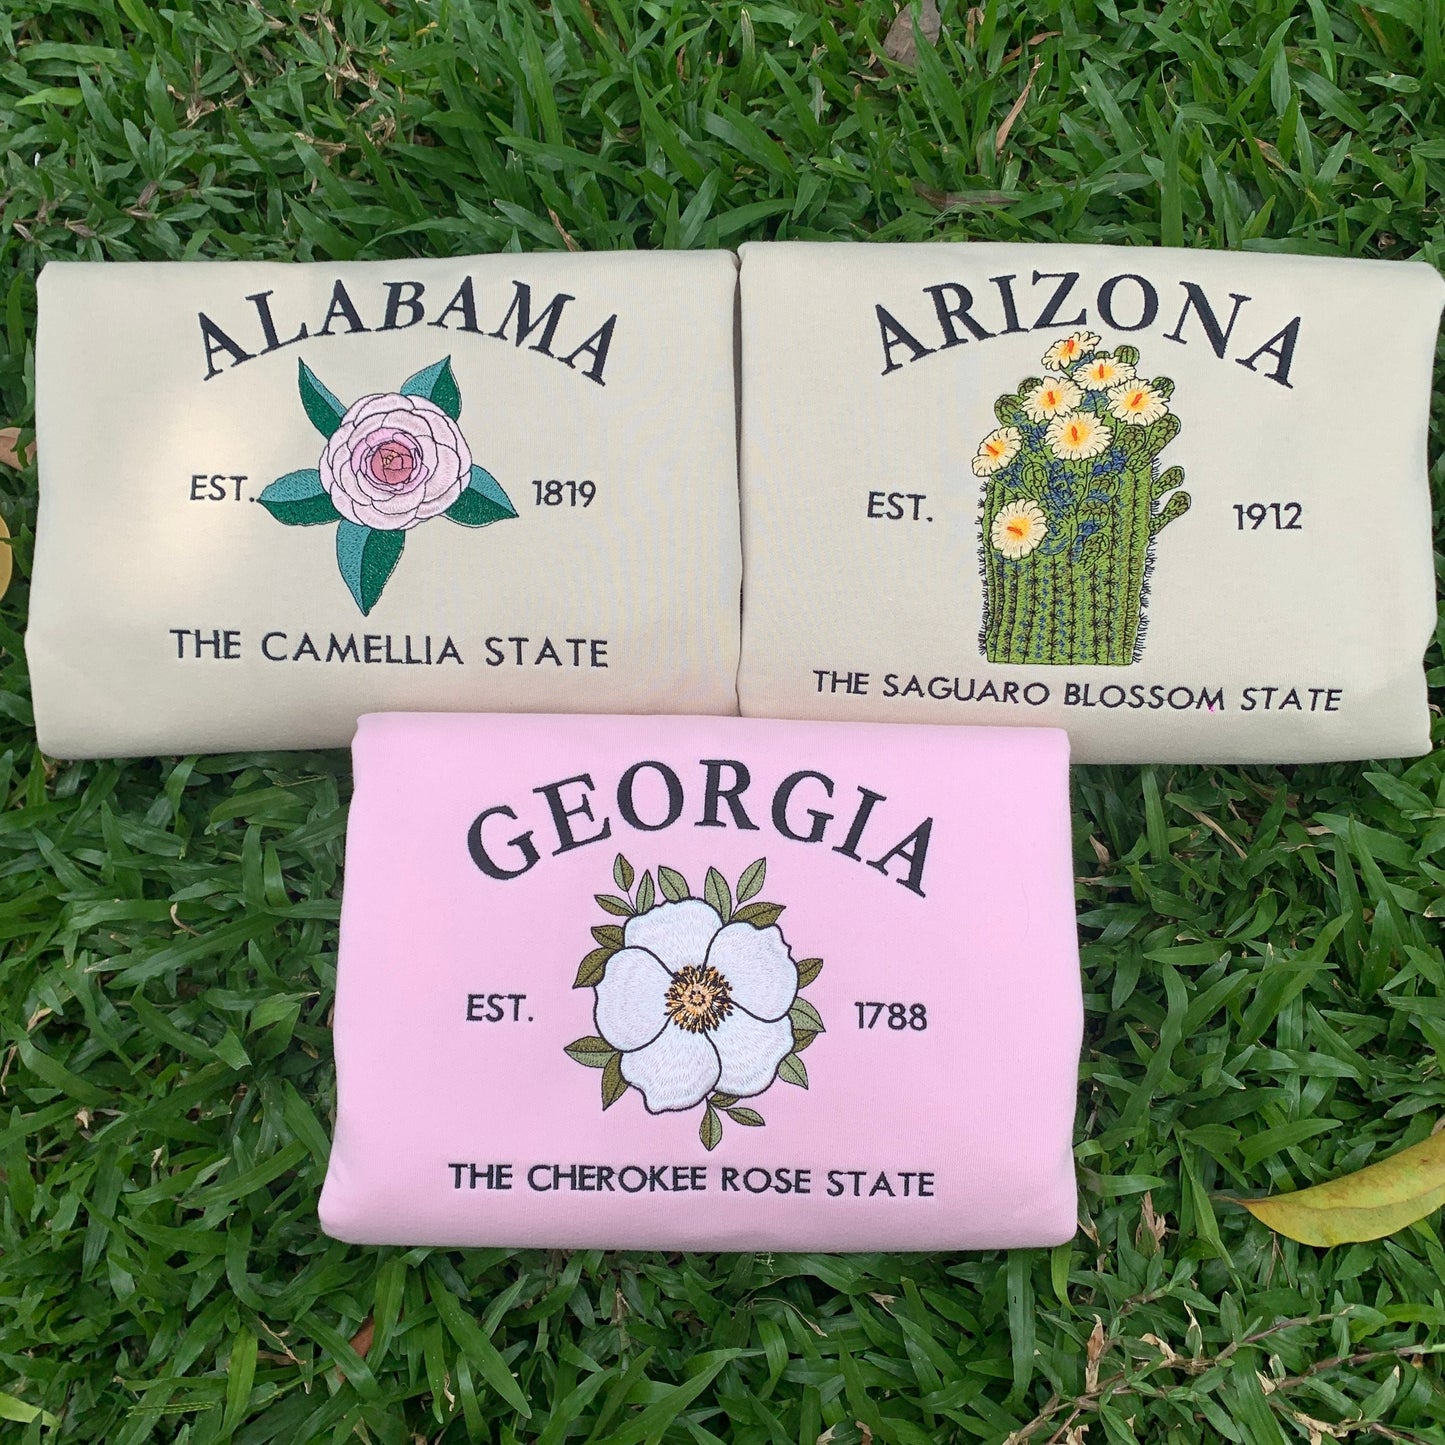 ALABAMA
EST. 1819
THE CAMELLIA STATE
ARIZONA
EST. 1912
THE SAGUARO BLOSSOM STATE
GEORGIA
EST. 1788
THE CHEROKEE ROSE STATE